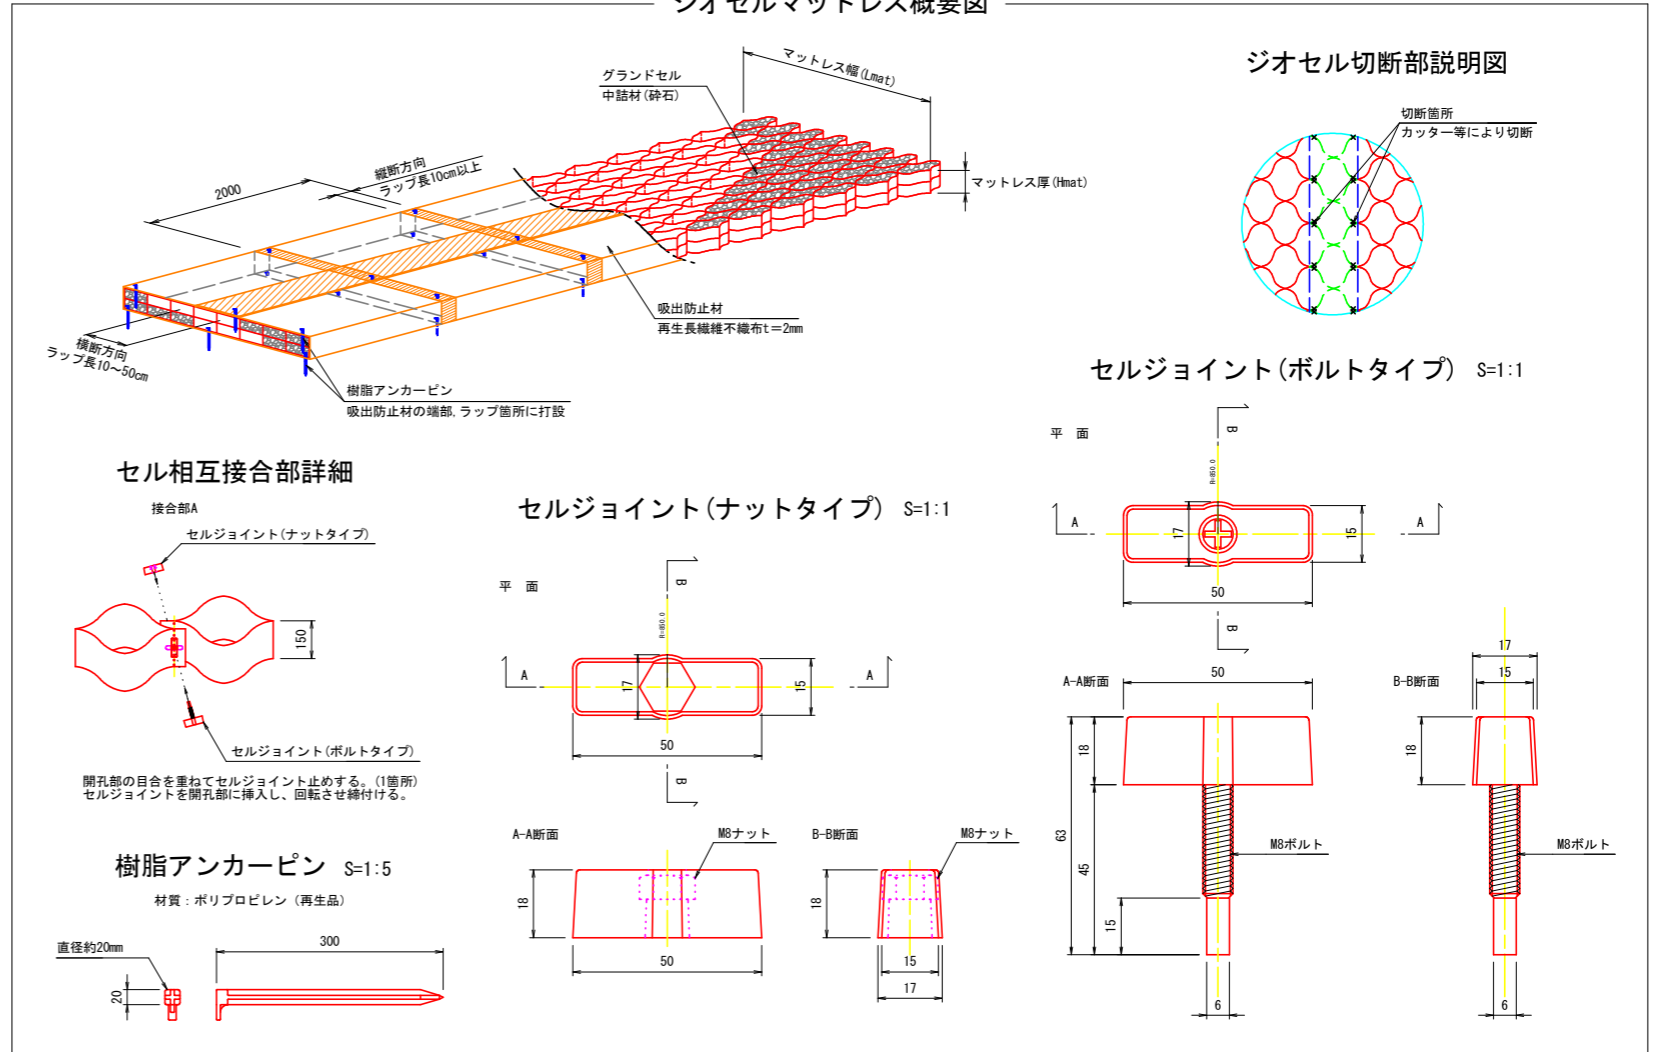 ジオセルマットレス概要図
マットレス幅(Lmat)
グランドセル
中詰材(砕石)
縦断方向
ラップ長10cm以上
2000
マットレス厚(Hmat)
吸出防止材
再生長繊維不織布t=2mm
横断方向
ラップ長10~50cm
樹脂アンカーピン
吸出防止材の端部,ラップ箇所に打設
ジオセル切断部説明図
切断箇所
カッター等により切断
セル相互接合部詳細
接合部A
セルジョイント(ナットタイプ)
150
セルジョイント(ボルトタイプ)
開孔部の目合を重ねてセルジョイント止めする。(1箇所)
セルジョイントを開孔部に挿入し、回転させ締付ける。
樹脂アンカーピン S=1:5
材質:ポリプロピレン(再生品)
直径約20mm
20
300
セルジョイント(ナットタイプ) S=1:1
平 面
B
R=850.0
A
A
17
15
50
B
A-A断面
M8ナット
18
50
B-B断面
M8ナット
18
15
17
セルジョイント(ボルトタイプ) S=1:1
平 面
B
R=850.0
A
A
17
15
50
B
A-A断面
50
18
63
45
15
M8ボルト
6
B-B断面
17
15
18
M8ボルト
6